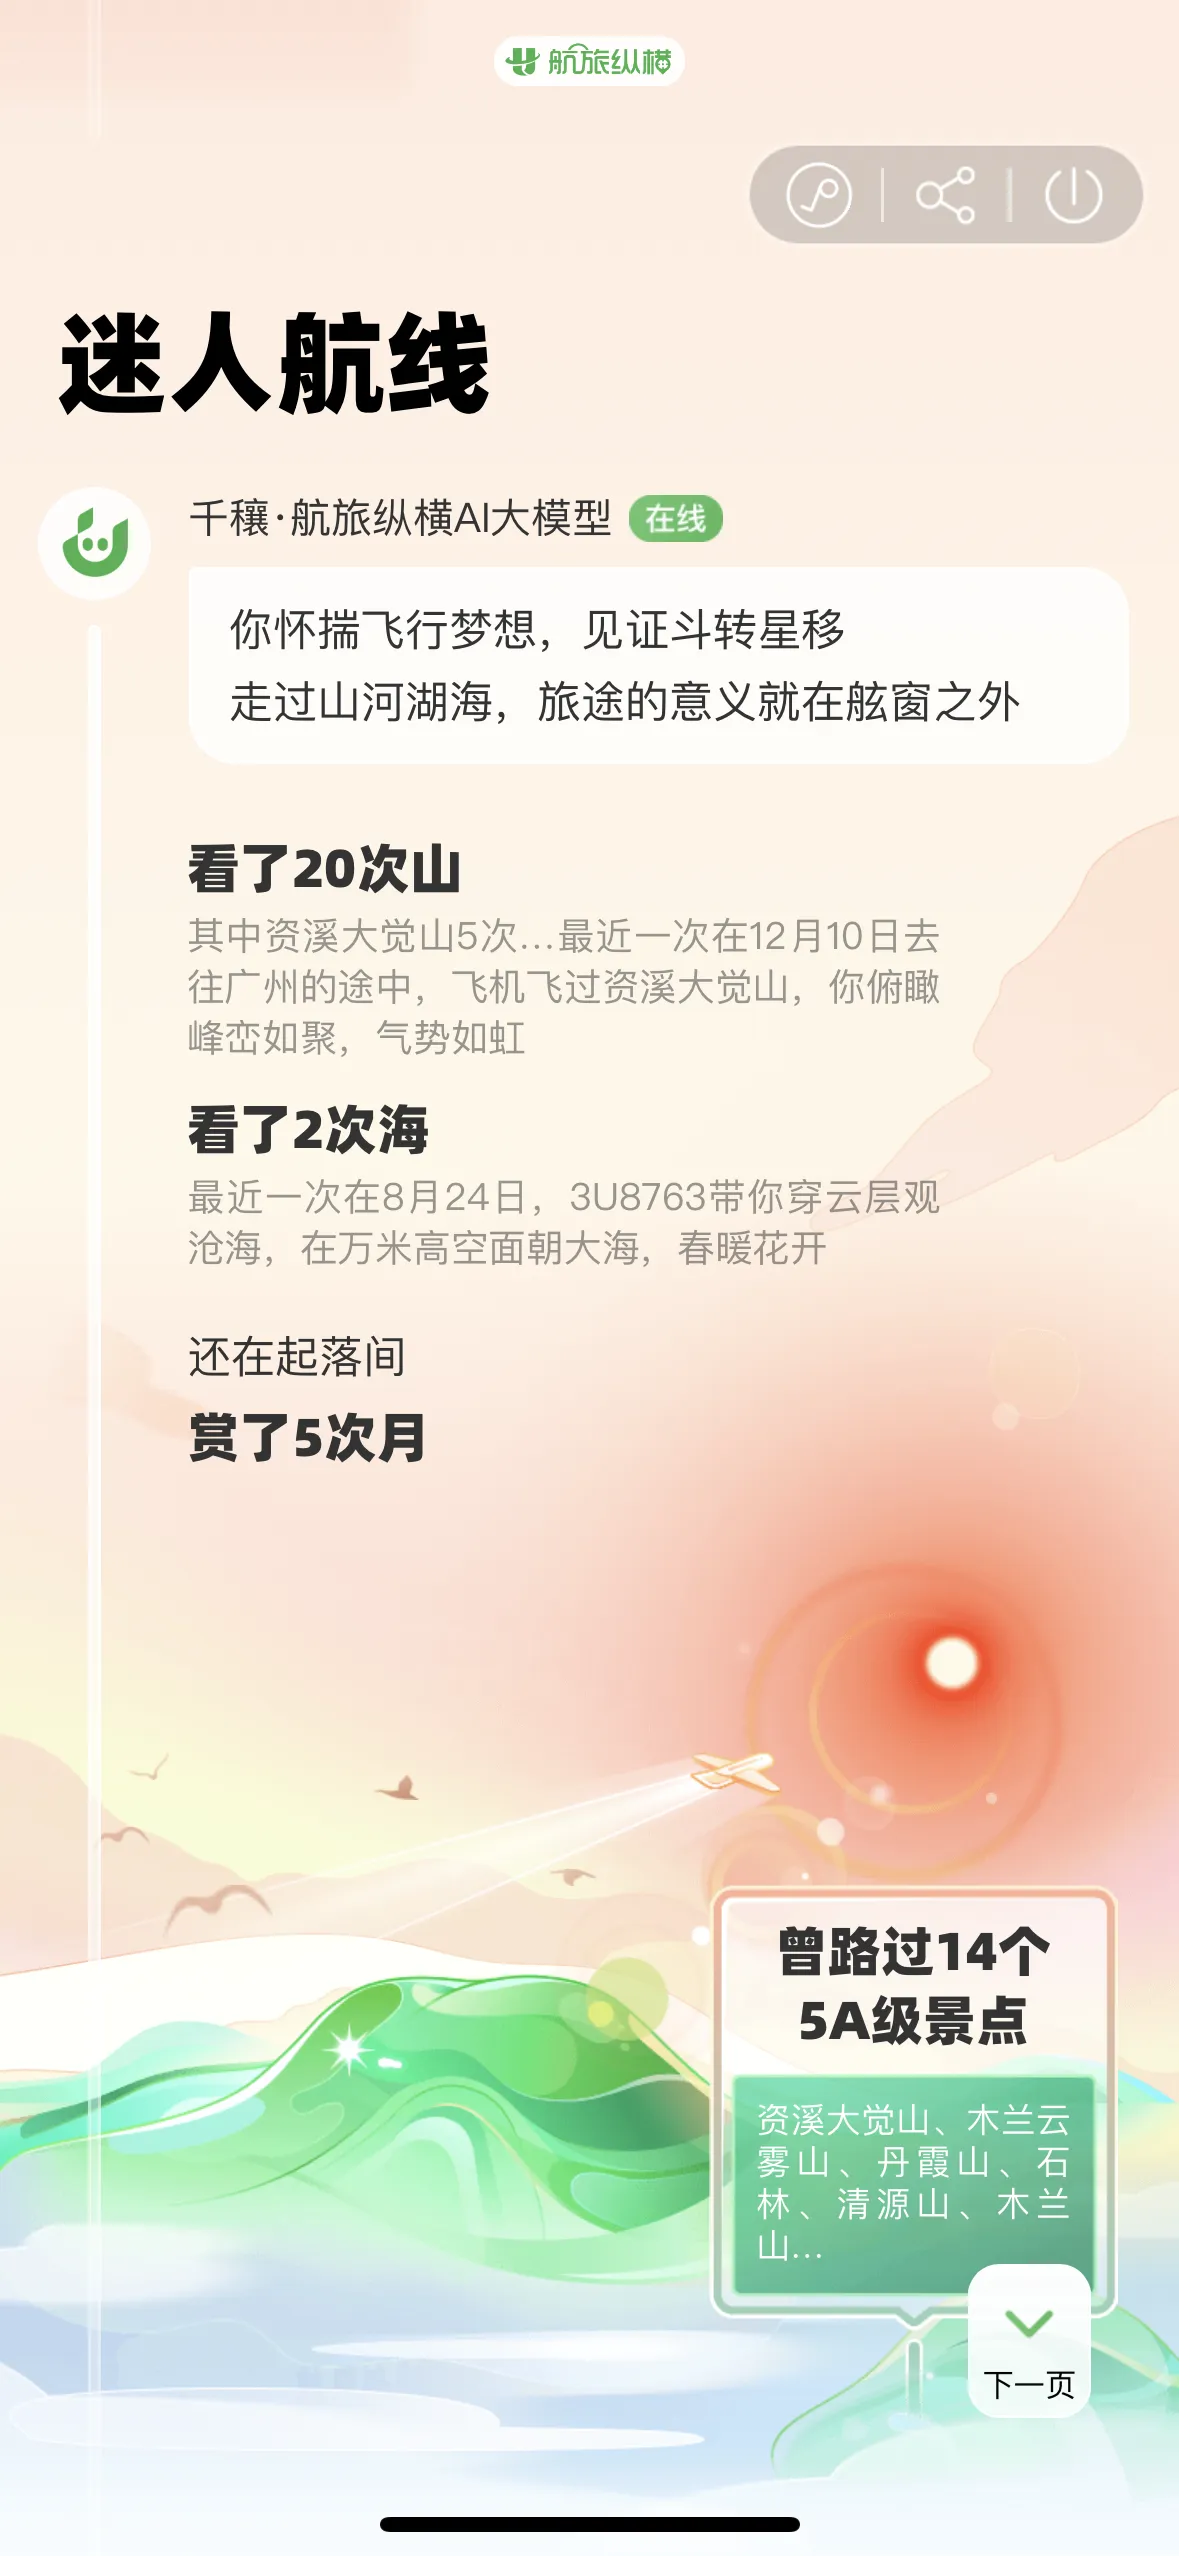 航旅纵横
迷人航线
千穰·航旅纵横AI大模型 在线
你怀揣飞行梦想，见证斗转星移
走过山河湖海，旅途的意义就在舷窗之外
看了20次山
其中资溪大觉山5次...最近一次在12月10日去
往广州的途中，飞机飞过资溪大觉山，你俯瞰
峰峦如聚，气势如虹
看了2次海
最近一次在8月24日，3U8763带你穿云层观
沧海，在万米高空面朝大海，春暖花开
还在起落间
赏了5次月
曾路过14个
5A级景点
资溪大觉山、木兰云
雾山、丹霞山、石
林、清源山、木兰
山...
下一页